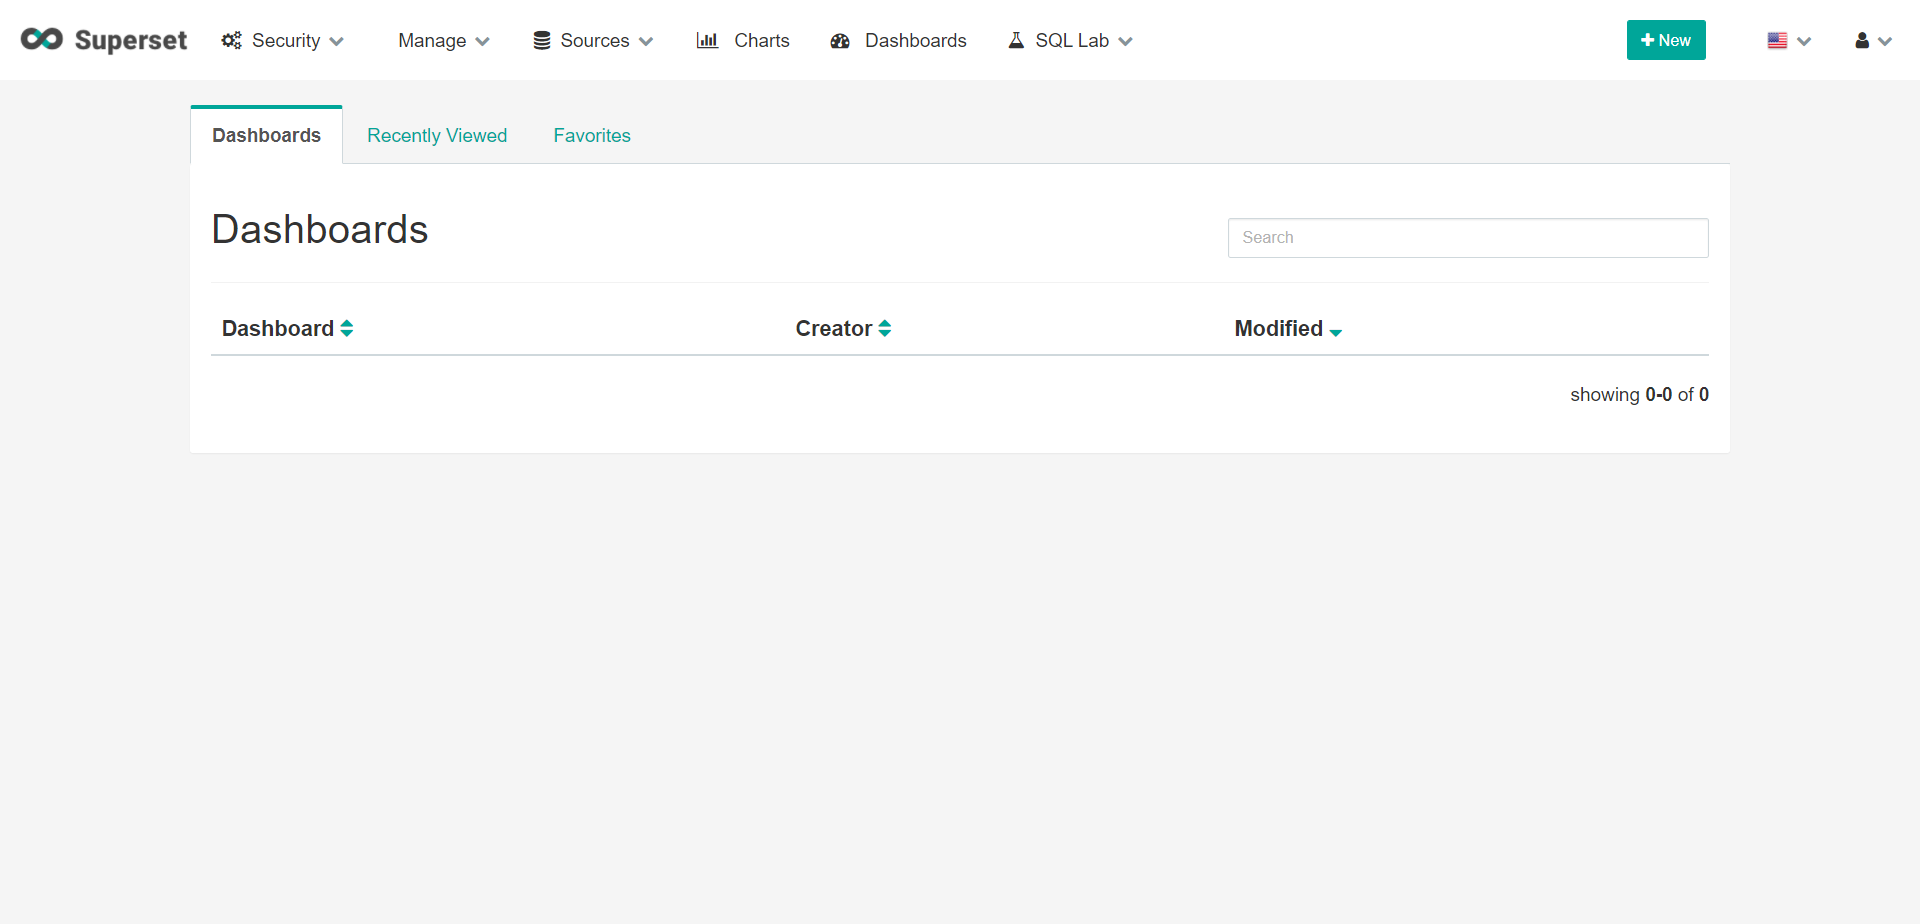 Superset Security Manage Sources Charts Dashboards SQL Lab New
Dashboards Recently Viewed Favorites
Dashboards
Search
Dashboard Creator Modified
showing 0-0 of 0